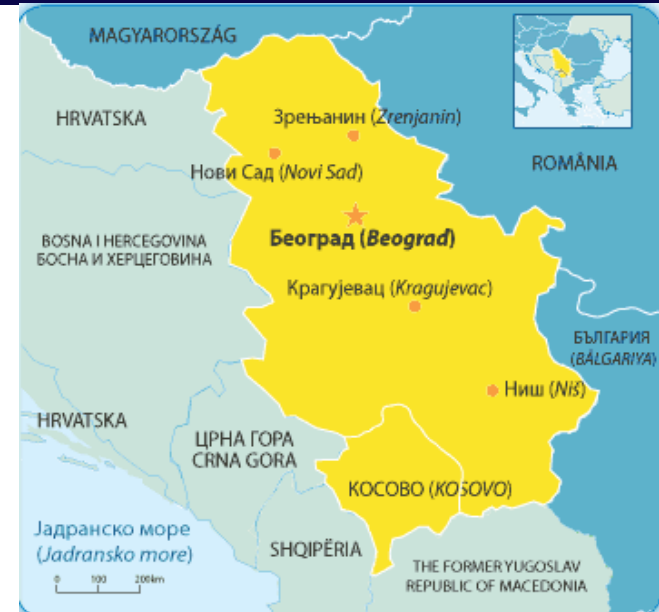 MAGYARORSZÁG
HRVATSKA
Зрењанин (Zrenjanin)
ROMÂNIA
Нови Сад (Novi Sad)
BOSNA I HERCEGOVINA
БОСНА И ХЕРЦЕГОВИНА
Београд (Beograd)
Крагујевац (Kragujevac)
БЪЛГАРИЯ
(BǍLGARIYA)
Ниш (Niš)
HRVATSKA
ЦРНА ГОРА
CRNA GORA
КОСОВО (KOSOVO)
Јадранско море
(Jadransko more)
0 100 200km
SHQIPËRIA
THE FORMER YUGOSLAV
REPUBLIC OF MACEDONIA